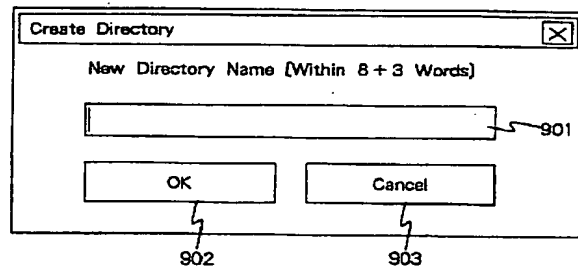 Create Directory
New Directory Name (Within 8 + 3 Words)
901
OK Cancel
902 903